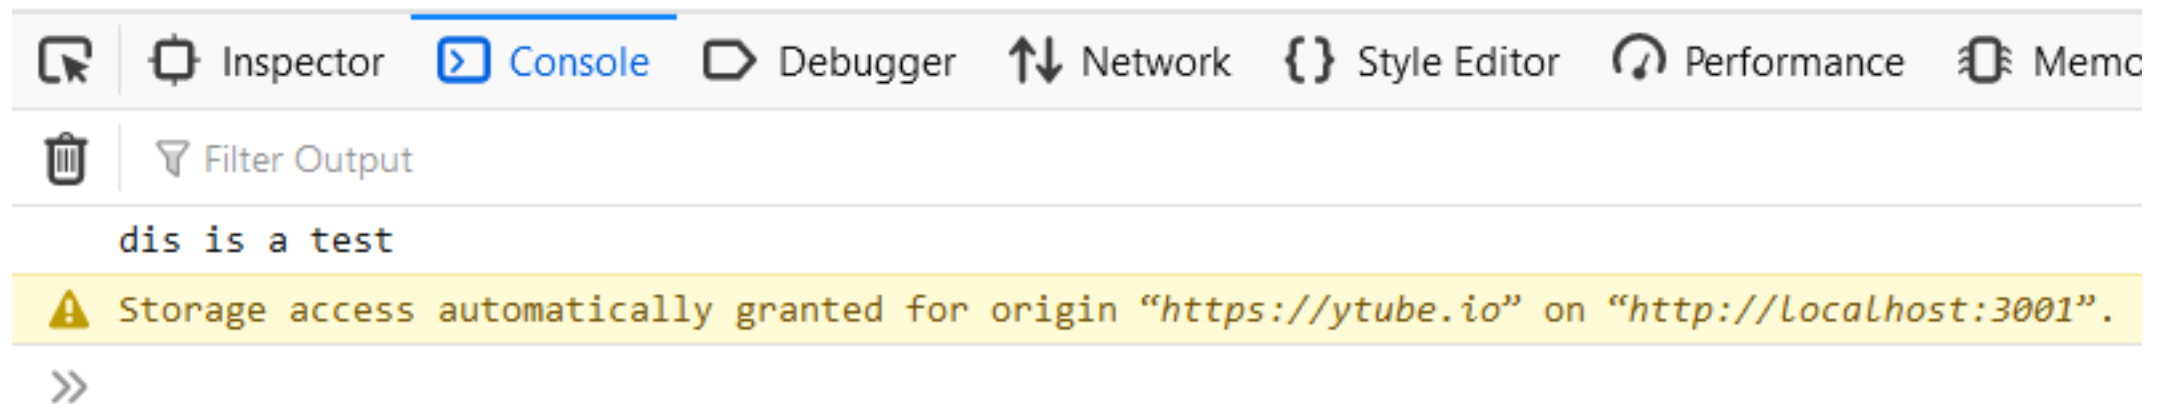 Inspector Console Debugger Network Style Editor Performance Memo
Filter Output
dis is a test
Storage access automatically granted for origin “https://ytube.io” on “http://localhost:3001”.